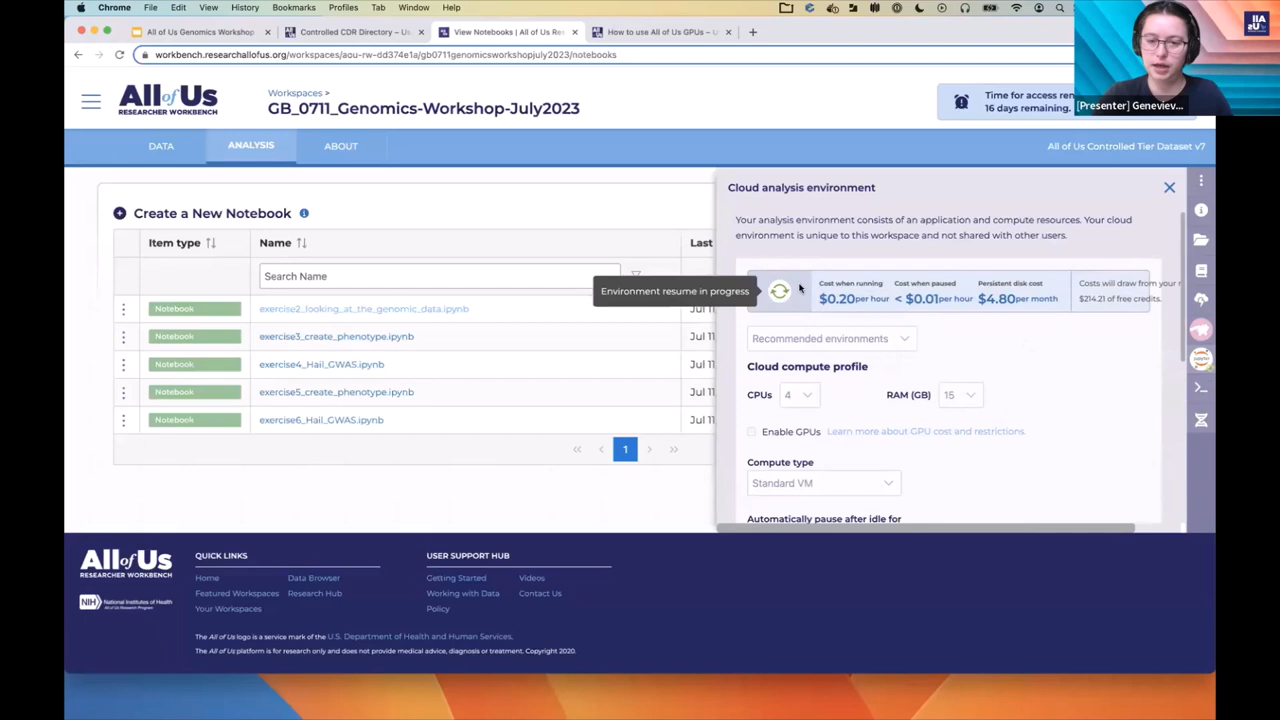 Chrome File Edit View History Bookmarks Profiles Tab Window Help
All of Us Genomics Workshop
Controlled CDR Directory – Us
View Notebooks | All of Us Res
How to use All of Us GPUs – U
workbench.researchallofus.org/workspaces/aou-rw-dd374e1a/gb0711genomicsworkshopjuly2023/notebooks
[Presenter] Geneviev...
All of Us
RESEARCHER WORKBENCH
Workspaces >
GB_0711_Genomics-Workshop-July2023
Time for access
16 days remaining.
DATA ANALYSIS ABOUT
All of Us Controlled Tier Dataset v7
Create a New Notebook
Item type Name Last
Search Name
Notebook exercise2_looking_at_the_genomic_data.ipynb
Notebook exercise3_create_phenotype.ipynb Jul 11
Notebook exercise4_Hail_GWAS.ipynb Jul 11
Notebook exercise5_create_phenotype.ipynb Jul 11
Notebook exercise6_Hail_GWAS.ipynb Jul 11
« ‹ 1 › »
Cloud analysis environment
Your analysis environment consists of an application and compute resources. Your cloud
environment is unique to this workspace and not shared with other users.
Environment resume in progress
Cost when running Cost when paused Persistent disk cost Costs will draw from your r
$0.20 per hour < $0.01 per hour $4.80 per month $214.21 of free credits.
Recommended environments
Cloud compute profile
CPUs 4 RAM (GB) 15
Enable GPUs Learn more about GPU cost and restrictions.
Compute type
Standard VM
Automatically pause after idle for
All of Us
RESEARCHER WORKBENCH
NIH National Institutes of Health
All of Us Research Program
QUICK LINKS
Home Data Browser
Featured Workspaces Research Hub
Your Workspaces
USER SUPPORT HUB
Getting Started Videos
Working with Data Contact Us
Policy
The All of Us logo is a service mark of the U.S. Department of Health and Human Services.
The All of Us platform is for research only and does not provide medical advice, diagnosis or treatment. Copyright 2020.